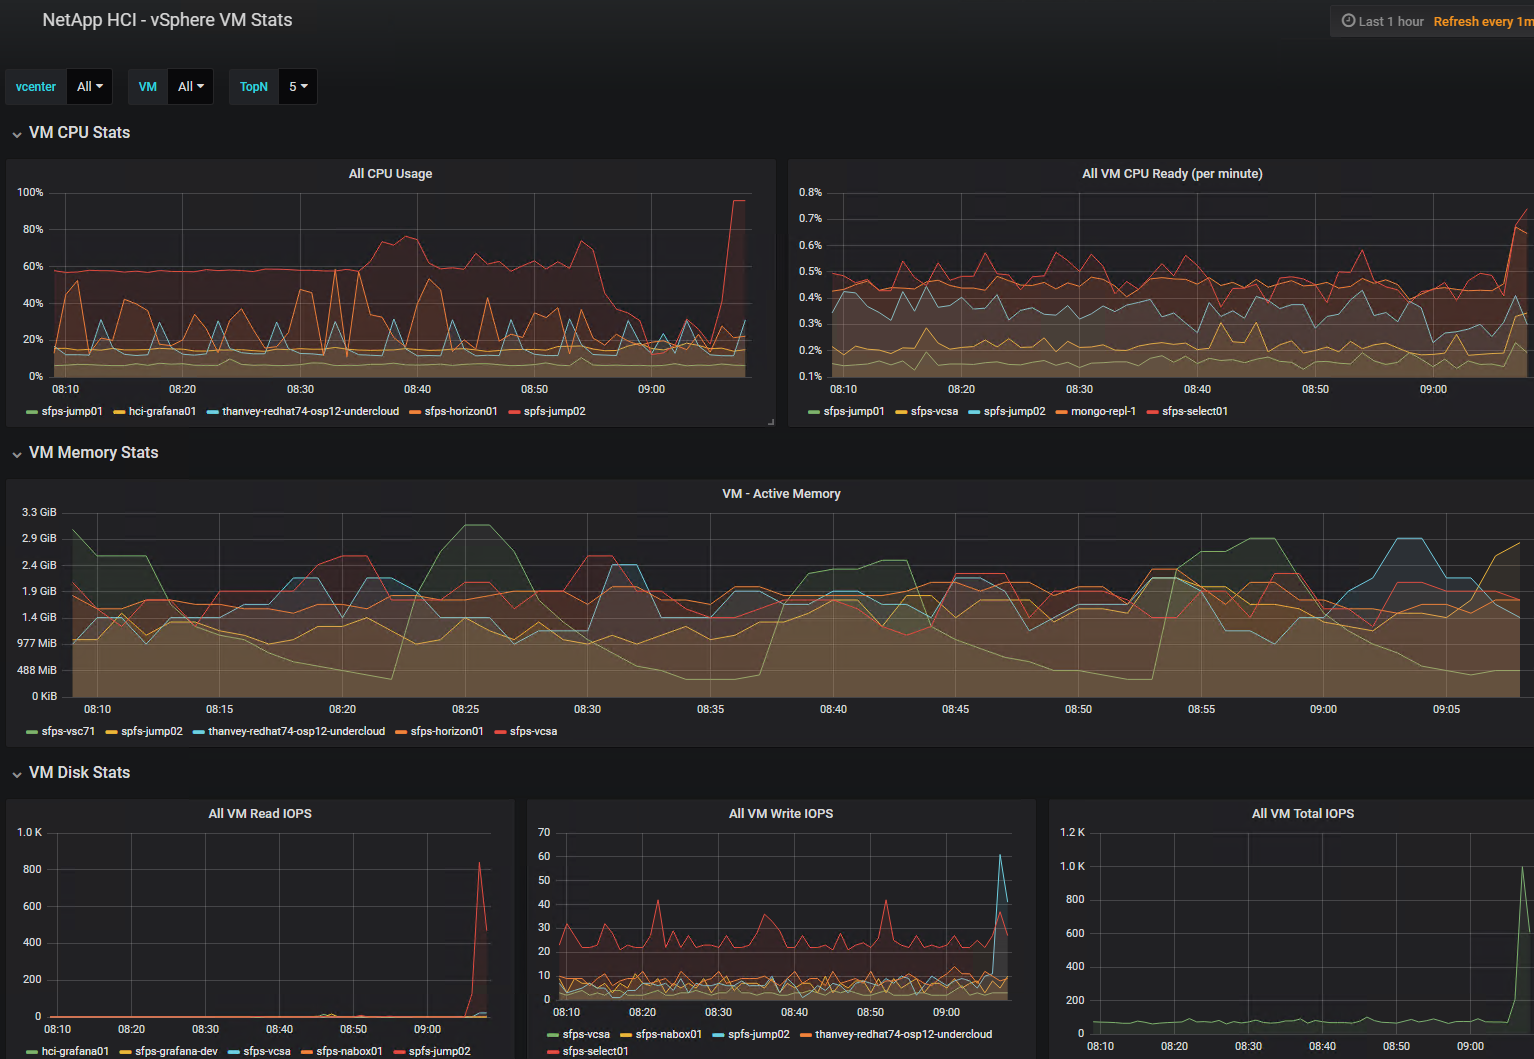 NetApp HCI - vSphere VM Stats
Last 1 hour Refresh every 1m
vcenter All VM All TopN 5
VM CPU Stats
All CPU Usage
100%
80%
60%
40%
20%
0%
08:10 08:20 08:30 08:40 08:50 09:00
sfps-jump01 hci-grafana01 thanvey-redhat74-osp12-undercloud sfps-horizon01 spfs-jump02
All VM CPU Ready (per minute)
0.8%
0.7%
0.6%
0.5%
0.4%
0.3%
0.2%
0.1%
08:10 08:20 08:30 08:40 08:50 09:00
sfps-jump01 sfps-vcsa spfs-jump02 mongo-repl-1 sfps-select01
VM Memory Stats
VM - Active Memory
3.3 GiB
2.9 GiB
2.4 GiB
1.9 GiB
1.4 GiB
977 MiB
488 MiB
0 KiB
08:10 08:15 08:20 08:25 08:30 08:35 08:40 08:45 08:50 08:55 09:00 09:05
sfps-vsc71 spfs-jump02 thanvey-redhat74-osp12-undercloud sfps-horizon01 sfps-vcsa
VM Disk Stats
All VM Read IOPS
1.0 K
800
600
400
200
0
08:10 08:20 08:30 08:40 08:50 09:00
hci-grafana01 sfps-grafana-dev sfps-vcsa sfps-nabox01 spfs-jump02
All VM Write IOPS
70
60
50
40
30
20
10
0
08:10 08:20 08:30 08:40 08:50 09:00
sfps-vcsa sfps-nabox01 spfs-jump02 thanvey-redhat74-osp12-undercloud
sfps-select01
All VM Total IOPS
1.2 K
1.0 K
800
600
400
200
0
08:10 08:20 08:30 08:40 08:50 09:00